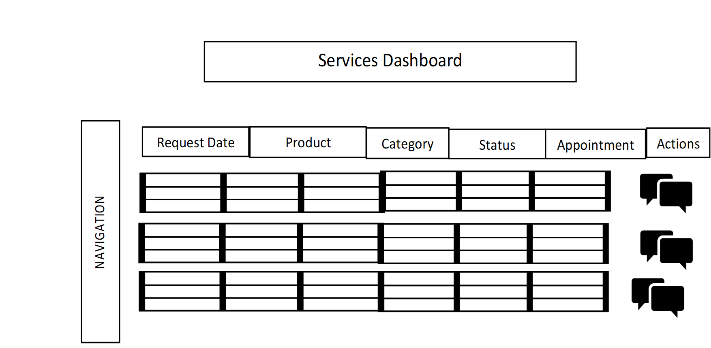 Services Dashboard
Request Date Product Category Status Appointment Actions
NAVIGATION